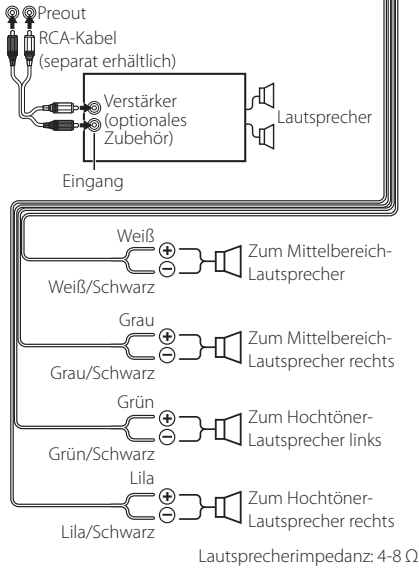 Preout
RCA-Kabel
(separat erhältlich)
Verstärker
(optionales
Zubehör)
Lautsprecher
Eingang
Weiß
Zum Mittelbereich-
Lautsprecher
Weiß/Schwarz
Grau
Zum Mittelbereich-
Lautsprecher rechts
Grau/Schwarz
Grün
Zum Hochtöner-
Lautsprecher links
Grün/Schwarz
Lila
Zum Hochtöner-
Lautsprecher rechts
Lila/Schwarz
Lautsprecherimpedanz: 4-8 Ω